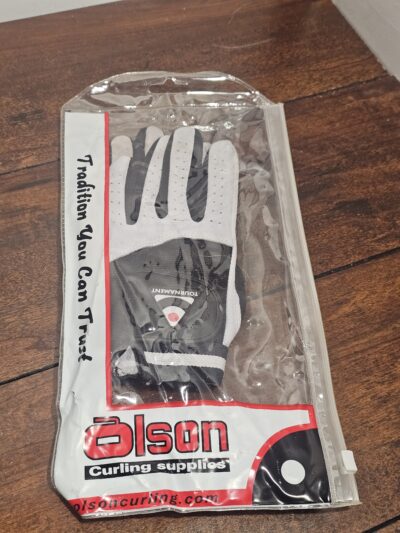 Tradition You Can Trust
TOURNAMENT
Olson
Curling supplies
olsoncurling.com